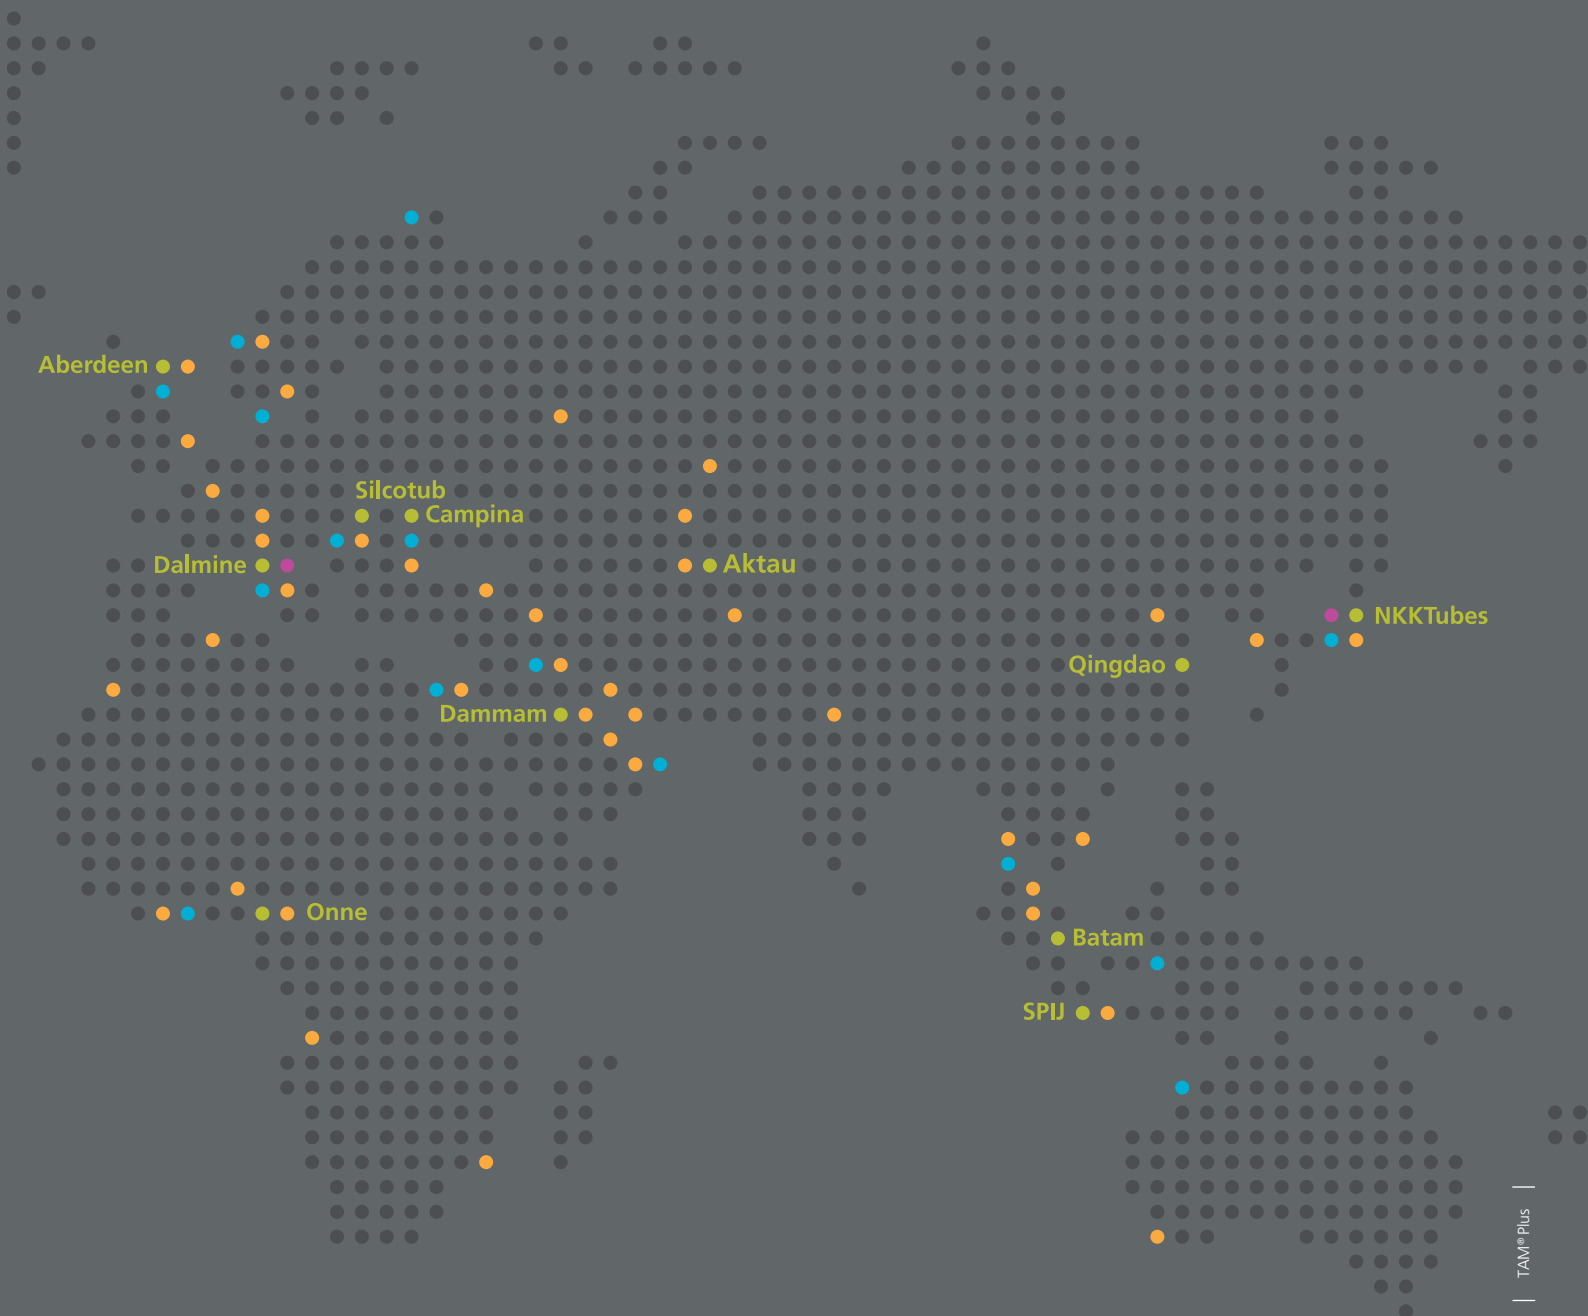 Aberdeen
Silcotub
Campina
Dalmine
Aktau
NKKTubes
Qingdao
Dammam
Onne
Batam
SPIJ
| TAM® Plus |